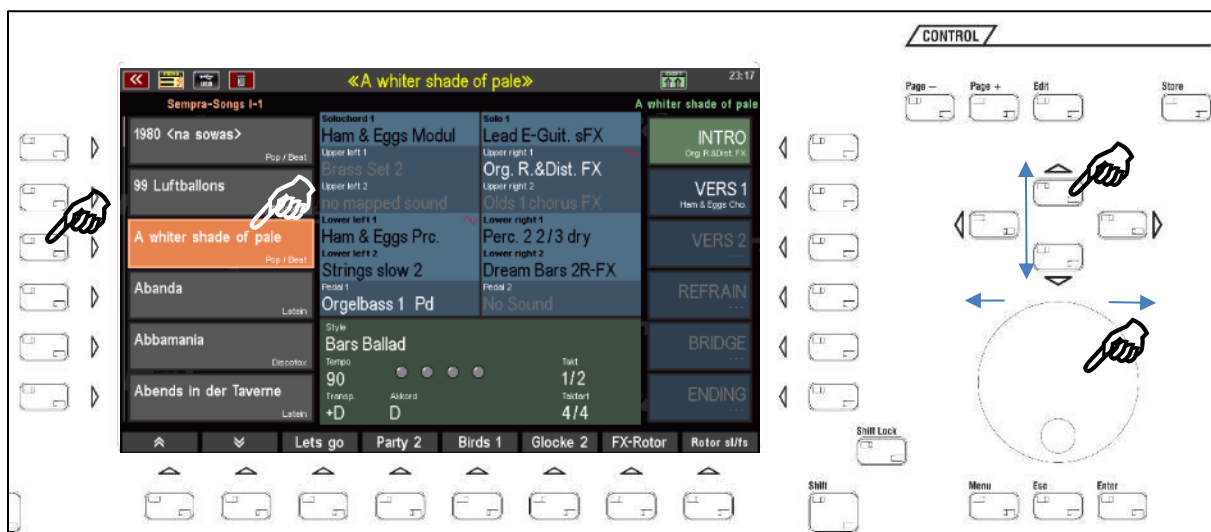 CONTROL
«A whiter shade of pale»
23:17
Page — Page + Edit Store
Sempra-Songs I-1
A whiter shade of pale
1980 <na sowas>
Pop / Beat
99 Luftballons
A whiter shade of pale
Pop / Beat
Abanda
Latein
Abbamania
Discofox
Abends in der Taverne
Latein
Solochord 1
Ham & Eggs Modul
Solo 1
Lead E-Guit. sFX
Upper left 1
Brass Set 2
Upper right 1
Org. R.&Dist. FX
Upper left 2
no mapped sound
Upper right 2
Olds 1chorus FX
Lower left 1
Ham & Eggs Prc.
Lower right 1
Perc. 2 2/3 dry
Lower left 2
Strings slow 2
Lower right 2
Dream Bars 2R-FX
Pedal 1
Orgelbass 1 Pd
Pedal 2
No Sound
Style
Bars Ballad
Tempo
90
Takt
1/2
Transp.
+D
Akkord
D
Taktart
4/4
INTRO
Org. R.&Dist. FX
VERS 1
Ham & Eggs Cho.
VERS 2
REFRAIN
BRIDGE
ENDING
Lets go Party 2 Birds 1 Glocke 2 FX-Rotor Rotor sl/fs
Shift Lock
Shift Menu Esc Enter